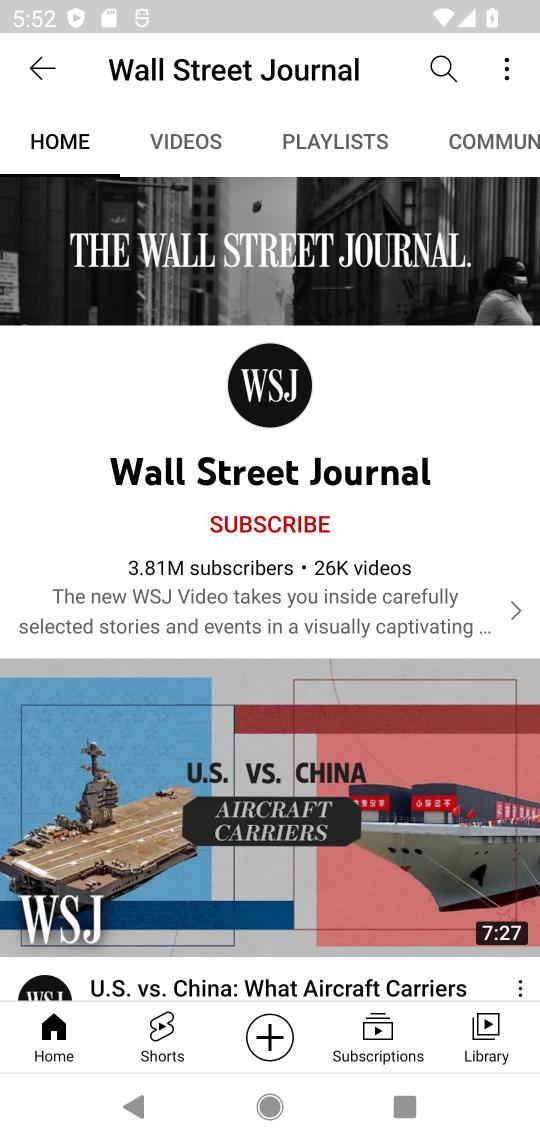 5:52
Wall Street Journal
HOME VIDEOS PLAYLISTS COMMUN
THE WALL STREET JOURNAL.
WSJ
Wall Street Journal
SUBSCRIBE
3.81M subscribers • 26K videos
The new WSJ Video takes you inside carefully
selected stories and events in a visually captivating ...
U.S. VS. CHINA
AIRCRAFT
CARRIERS
WSJ
7:27
WSJ
U.S. vs. China: What Aircraft Carriers
Home Shorts Subscriptions Library